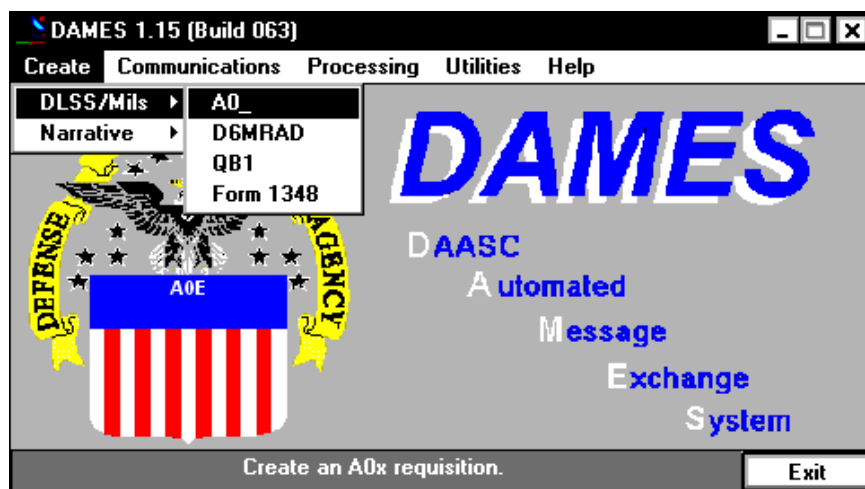 DAMES 1.15 (Build 063)
Create Communications Processing Utilities Help
DLSS/Mils A0_
Narrative D6MRAD
QB1
Form 1348
DAMES
DEFENSE
AGENCY
A0E
DAASC
Automated
Message
Exchange
System
Create an A0x requisition.
Exit